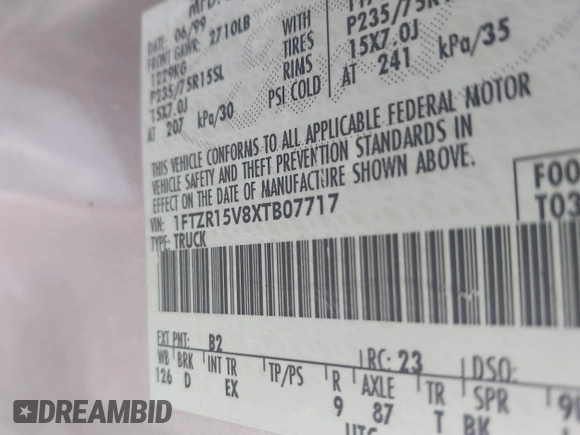 MFD.
DATE: 06/99
FRONT GAWR: 2710LB
1229KG
P235/75R15SL
15X7.0J
AT 207 kPa/30
WITH
TIRES
RIMS
PSI COLD
P235/75R
15X7.0J
AT 241 kPa/35
THIS VEHICLE CONFORMS TO ALL APPLICABLE FEDERAL MOTOR
VEHICLE SAFETY AND THEFT PREVENTION STANDARDS IN
EFFECT ON THE DATE OF MANUFACTURE SHOWN ABOVE.
VIN: 1FTZR15V8XTB07717
TYPE: TRUCK
F00
T03
EXT PNT: B2
RC: 23
DSO:
WB BRK INT TR TP/PS R AXLE TR SPR
126 D EX 9 87 T BK
UTC
DREAMBID